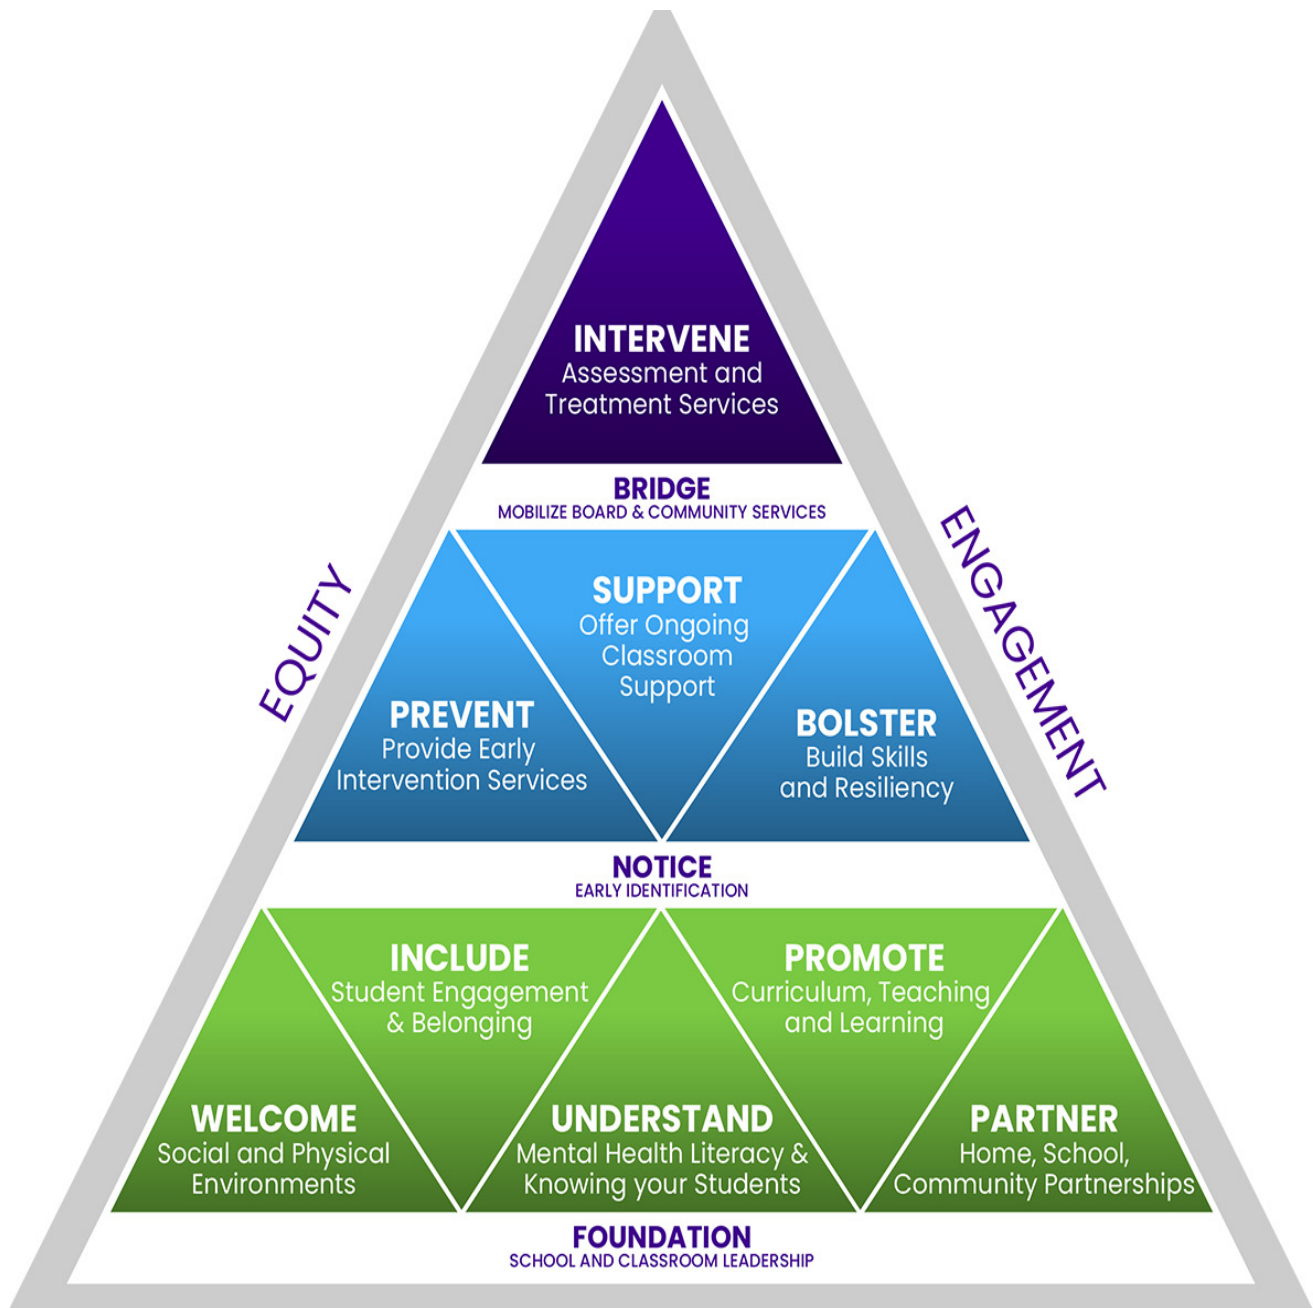 INTERVENE
Assessment and
Treatment Services
BRIDGE
MOBILIZE BOARD & COMMUNITY SERVICES
EQUITY
ENGAGEMENT
SUPPORT
Offer Ongoing
Classroom
Support
PREVENT
Provide Early
Intervention Services
BOLSTER
Build Skills
and Resiliency
NOTICE
EARLY IDENTIFICATION
INCLUDE
Student Engagement
& Belonging
PROMOTE
Curriculum, Teaching
and Learning
WELCOME
Social and Physical
Environments
UNDERSTAND
Mental Health Literacy &
Knowing your Students
PARTNER
Home, School,
Community Partnerships
FOUNDATION
SCHOOL AND CLASSROOM LEADERSHIP